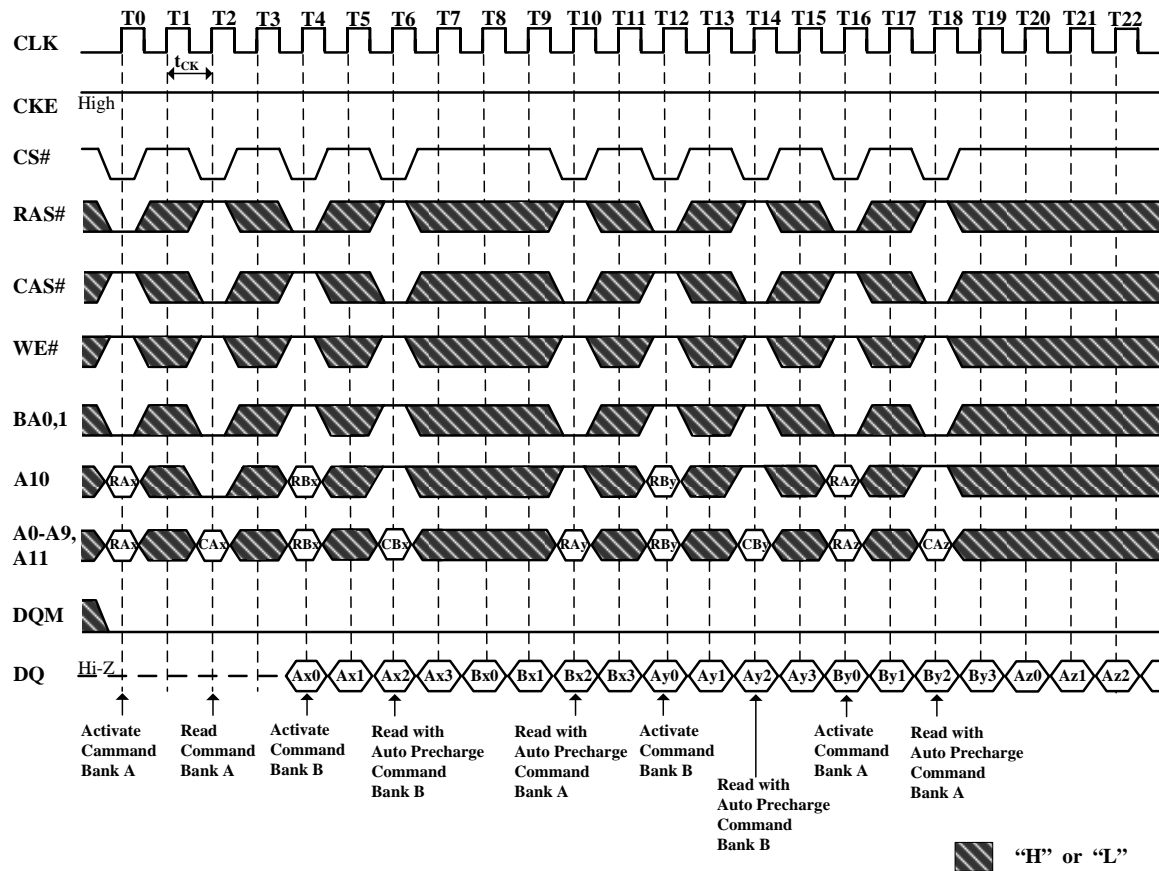 T0 T1 T2 T3 T4 T5 T6 T7 T8 T9 T10 T11 T12 T13 T14 T15 T16 T17 T18 T19 T20 T21 T22
CLK
tCK
CKE High
CS#
RAS#
CAS#
WE#
BA0,1
A10 RAx RBx RBy RAz
A0-A9,
A11
RAx CAx RBx CBx RAy RBy CBy RAz CAz
DQM
DQ Hi-Z Ax0 Ax1 Ax2 Ax3 Bx0 Bx1 Bx2 Bx3 Ay0 Ay1 Ay2 Ay3 By0 By1 By2 By3 Az0 Az1 Az2
Activate
Cammand
Bank A
Read
Command
Bank A
Activate
Command
Bank B
Read with
Auto Precharge
Command
Bank B
Read with
Auto Precharge
Command
Bank A
Activate
Command
Bank B
Read with
Auto Precharge
Command
Bank B
Activate
Command
Bank A
Read with
Auto Precharge
Command
Bank A
“H” or “L”